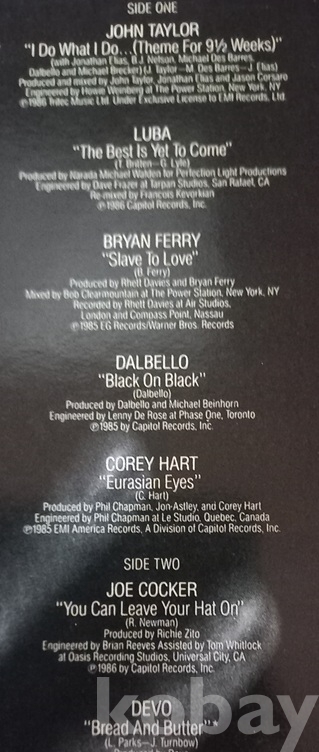 SIDE ONE
JOHN TAYLOR
"I Do What I Do...(Theme For 9½ Weeks)"
(with Jonathan Elias, B.J. Nelson, Michael Des Barres,
Dalbello and Michael Brecker) (J. Taylor—M. Des Barres—J. Elias)
Produced and mixed by John Taylor, Jonathan Elias and Jason Corsaro
Engineered by Howie Weinberg at The Power Station, New York, NY
℗1986 Tritec Music Ltd. Under Exclusive License to EMI Records, Ltd.
LUBA
"The Best Is Yet To Come"
(T. Britten—G. Lyle)
Produced by Narada Michael Walden for Perfection Light Productions
Engineered by Dave Frazer at Tarpan Studios, San Rafael, CA
Re-mixed by Francois Kevorkian
℗1986 Capitol Records, Inc.
BRYAN FERRY
"Slave To Love"
(B. Ferry)
Produced by Rhett Davies and Bryan Ferry
Mixed by Bob Clearmountain at The Power Station, New York, NY
Recorded by Rhett Davies at Air Studios,
London and Compass Point, Nassau
℗1985 EG Records/Warner Bros. Records
DALBELLO
"Black On Black"
(Dalbello)
Produced by Dalbello and Michael Beinhorn
Engineered by Lenny De Rose at Phase One, Toronto
℗1985 by Capitol Records, Inc.
COREY HART
"Eurasian Eyes"
(C. Hart)
Produced by Phil Chapman, Jon-Astley, and Corey Hart
Engineered by Phil Chapman at Le Studio, Quebec, Canada
℗1985 EMI America Records, A Division of Capitol Records, Inc.
SIDE TWO
JOE COCKER
"You Can Leave Your Hat On"
(R. Newman)
Produced by Richie Zito
Engineered by Brian Reeves Assisted by Tom Whitlock
at Oasis Recording Studios, Universal City, CA
℗1986 by Capitol Records, Inc.
kobay
DEVO
"Bread And Butter"*
(L. Parks—J. Turnbow)